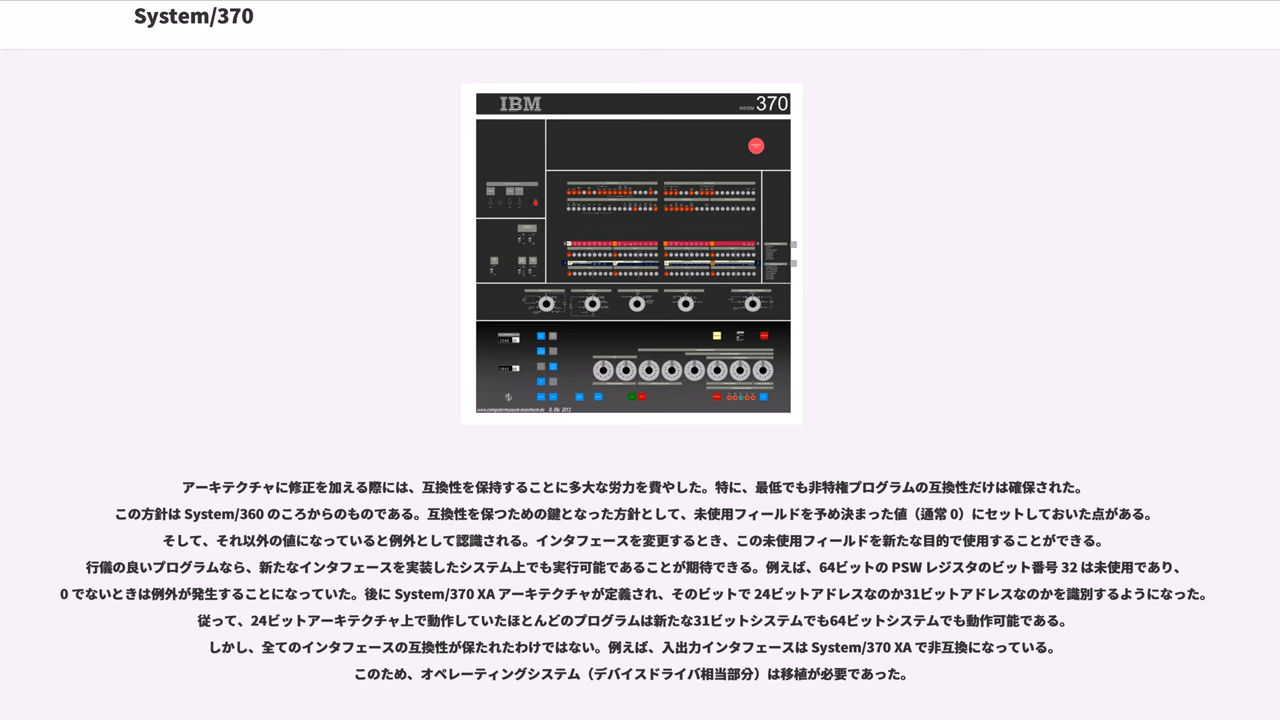 System/370
IBM
SYSTEM 370
www.computermuseum-mannheim.de
アーキテクチャに修正を加える際には、互換性を保持することに多大な労力を費やした。特に、最低でも非特権プログラムの互換性だけは確保された。
この方針は System/360 のころからのものである。互換性を保つための鍵となった方針として、未使用フィールドを予め決まった値（通常 0）にセットしておいた点がある。
そして、それ以外の値になっていると例外として認識される。インタフェースを変更するとき、この未使用フィールドを新たな目的で使用することができる。
行儀の良いプログラムなら、新たなインタフェースを実装したシステム上でも実行可能であることが期待できる。例えば、64ビットの PSW レジスタのビット番号 32 は未使用であり、
0 でないときは例外が発生することになっていた。後に System/370 XA アーキテクチャが定義され、そのビットで 24ビットアドレスなのか31ビットアドレスなのかを識別するようになった。
従って、24ビットアーキテクチャ上で動作していたほとんどのプログラムは新たな31ビットシステムでも64ビットシステムでも動作可能である。
しかし、全てのインタフェースの互換性が保たれたわけではない。例えば、入出力インタフェースは System/370 XA で非互換になっている。
このため、オペレーティングシステム（デバイスドライバ相当部分）は移植が必要であった。